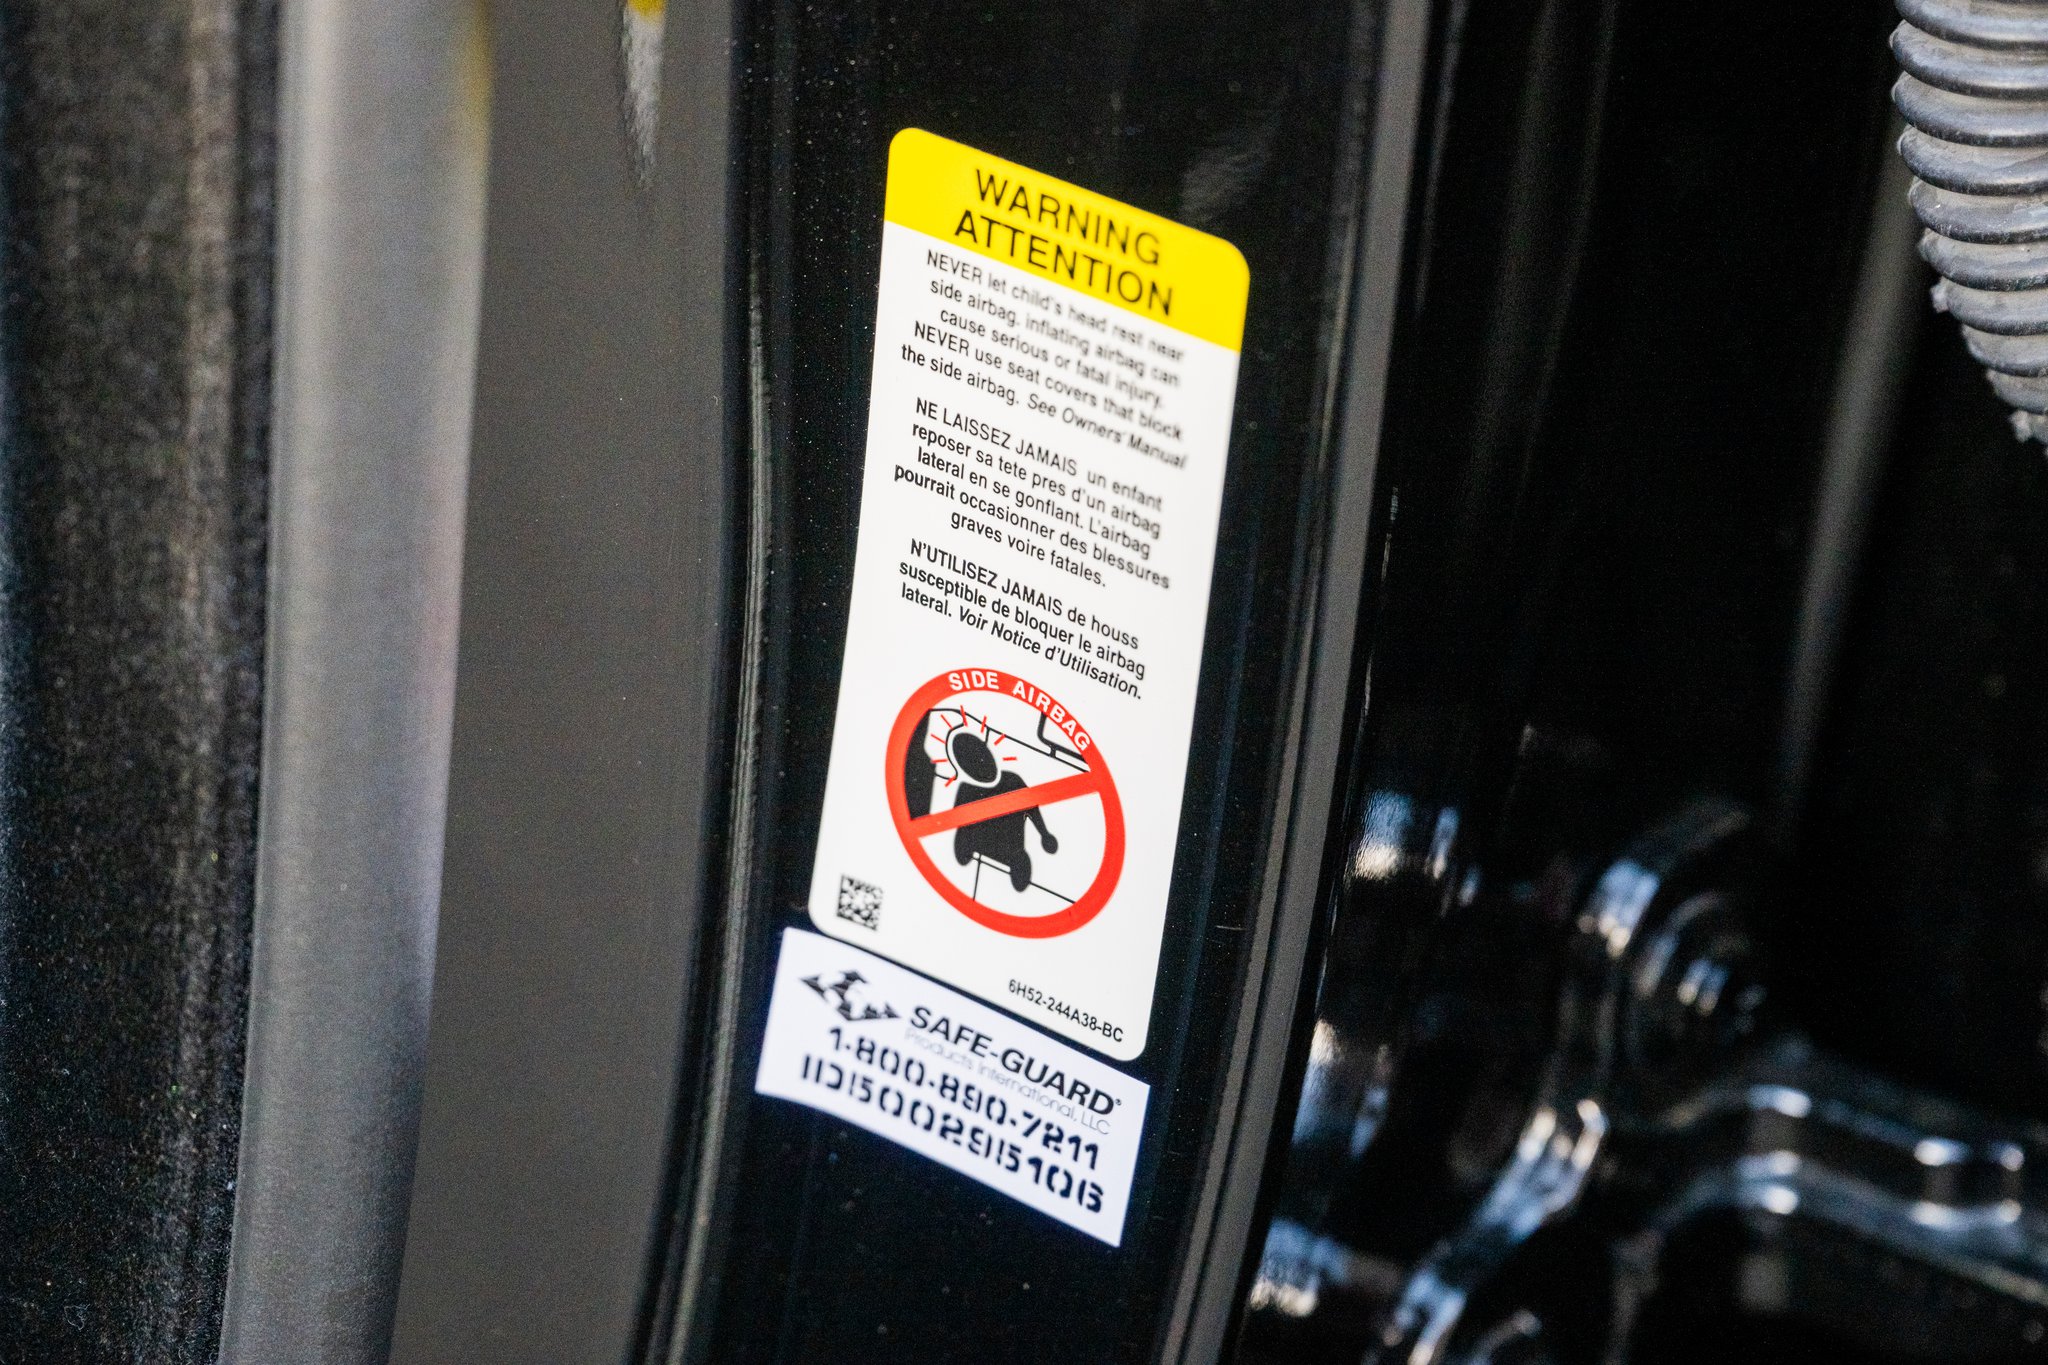 WARNING
ATTENTION
NEVER let child's head rest near
side airbag. Inflating airbag can
cause serious or fatal injury.
NEVER use seat covers that block
the side airbag. See Owners' Manual
NE LAISSEZ JAMAIS un enfant
reposer sa tete pres d'un airbag
lateral en se gonflant. L'airbag
pourrait occasionner des blessures
graves voire fatales.
N'UTILISEZ JAMAIS de houss
susceptible de bloquer le airbag
lateral. Voir Notice d'Utilisation.
SIDE AIRBAG
6H52-244A38-BC
SAFE-GUARD®
Products International, LLC
1-800-890-7211
ID5002915106